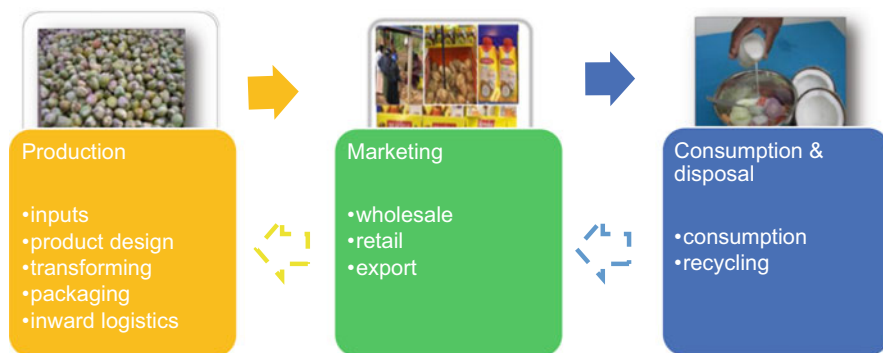 Production
•inputs
•product design
•transforming
•packaging
•inward logistics
Marketing
•wholesale
•retail
•export
Consumption &
disposal
•consumption
•recycling